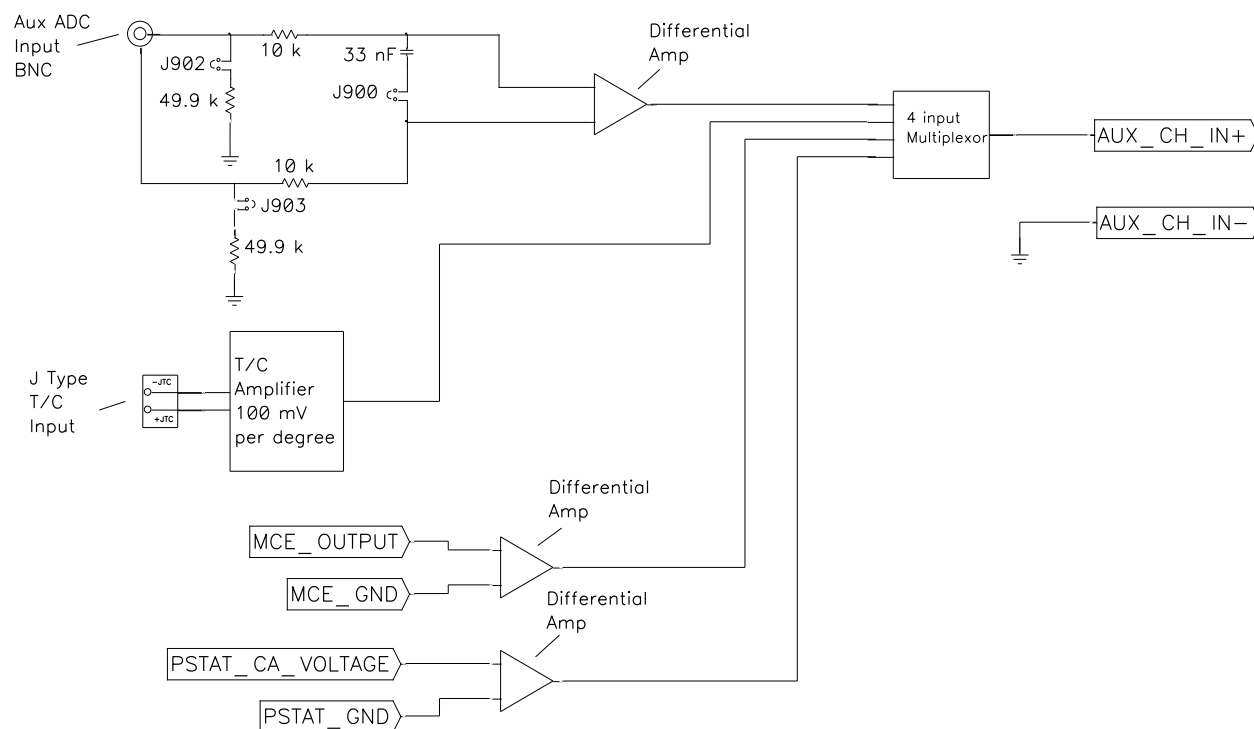 Aux ADC
Input
BNC
10 k
J902
49.9 k
33 nF
J900
10 k
J903
49.9 k
Differential
Amp
4 input
Multiplexor
AUX_CH_IN+
AUX_CH_IN−
J Type
T/C
Input
−JTC
+JTC
T/C
Amplifier
100 mV
per degree
Differential
Amp
MCE_OUTPUT
MCE_GND
Differential
Amp
PSTAT_CA_VOLTAGE
PSTAT_GND